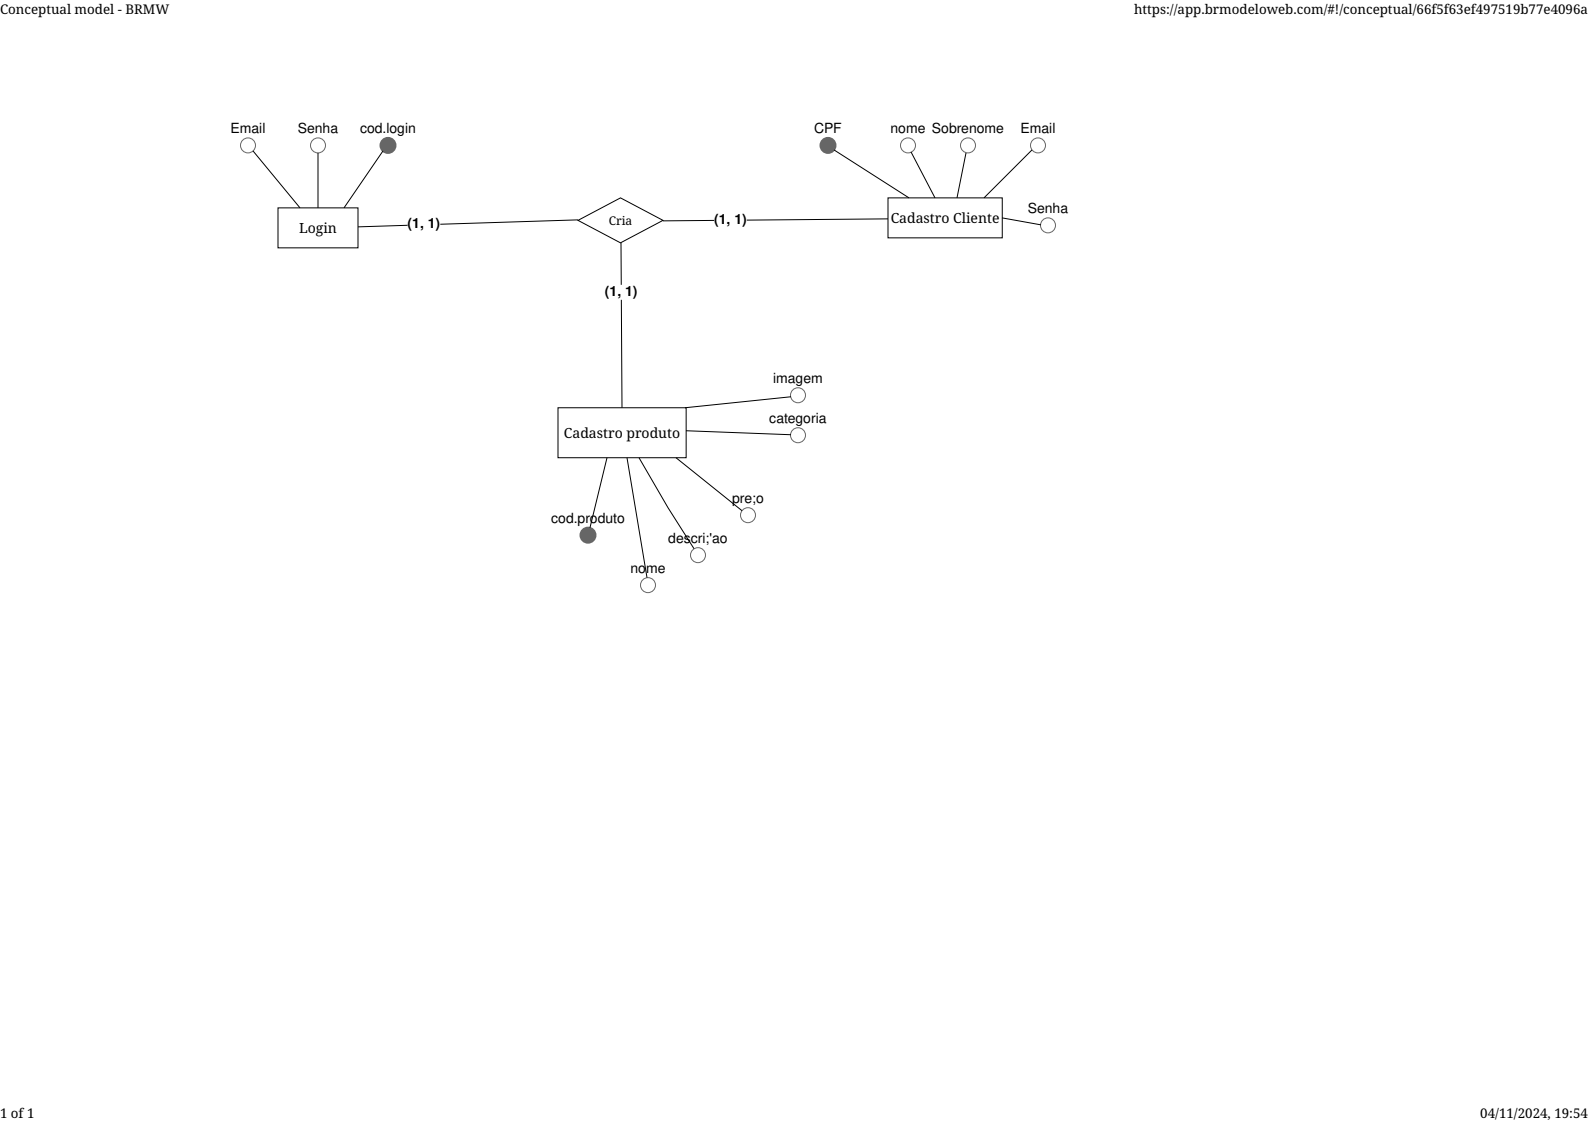 Conceptual model - BRMW
https://app.brmodeloweb.com/#!/conceptual/66f5f63ef497519b77e4096a
Email
Senha
cod.login
CPF
nome
Sobrenome
Email
Senha
Login
(1, 1)
Cria
(1, 1)
Cadastro Cliente
(1, 1)
imagem
categoria
Cadastro produto
pre;o
cod.produto
descri;'ao
nome
1 of 1
04/11/2024, 19:54